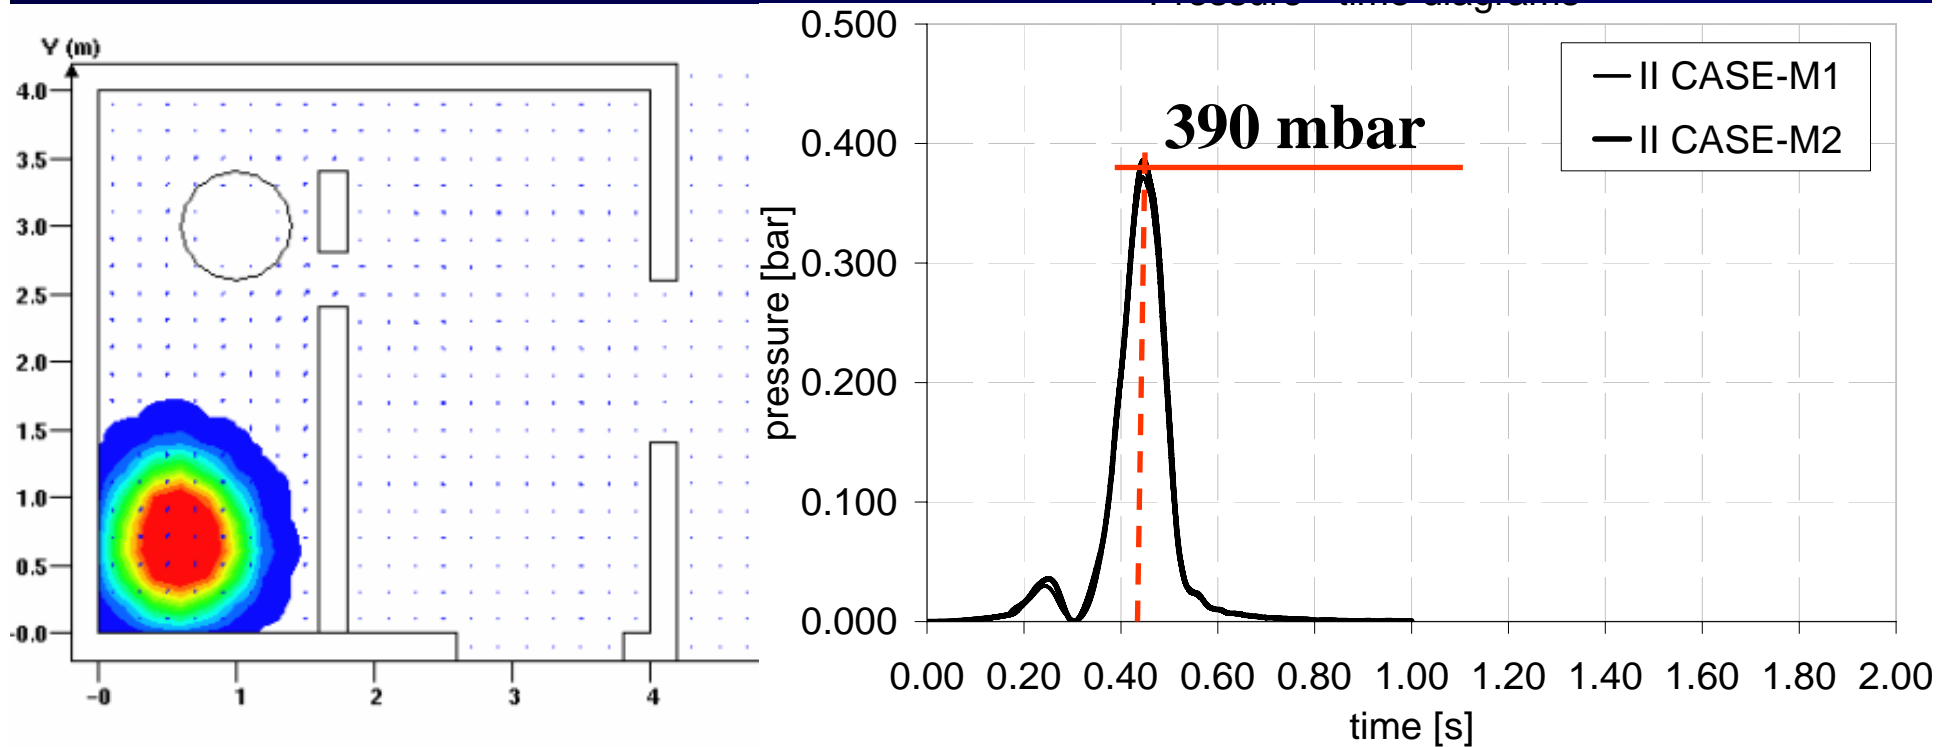 Pressure - time diagrams
Y (m)
4.0
3.5
3.0
2.5
2.0
1.5
1.0
0.5
-0.0
-0
1
2
3
4
0.500
0.400
0.300
0.200
0.100
0.000
pressure [bar]
390 mbar
II CASE-M1
II CASE-M2
0.00 0.20 0.40 0.60 0.80 1.00 1.20 1.40 1.60 1.80 2.00
time [s]